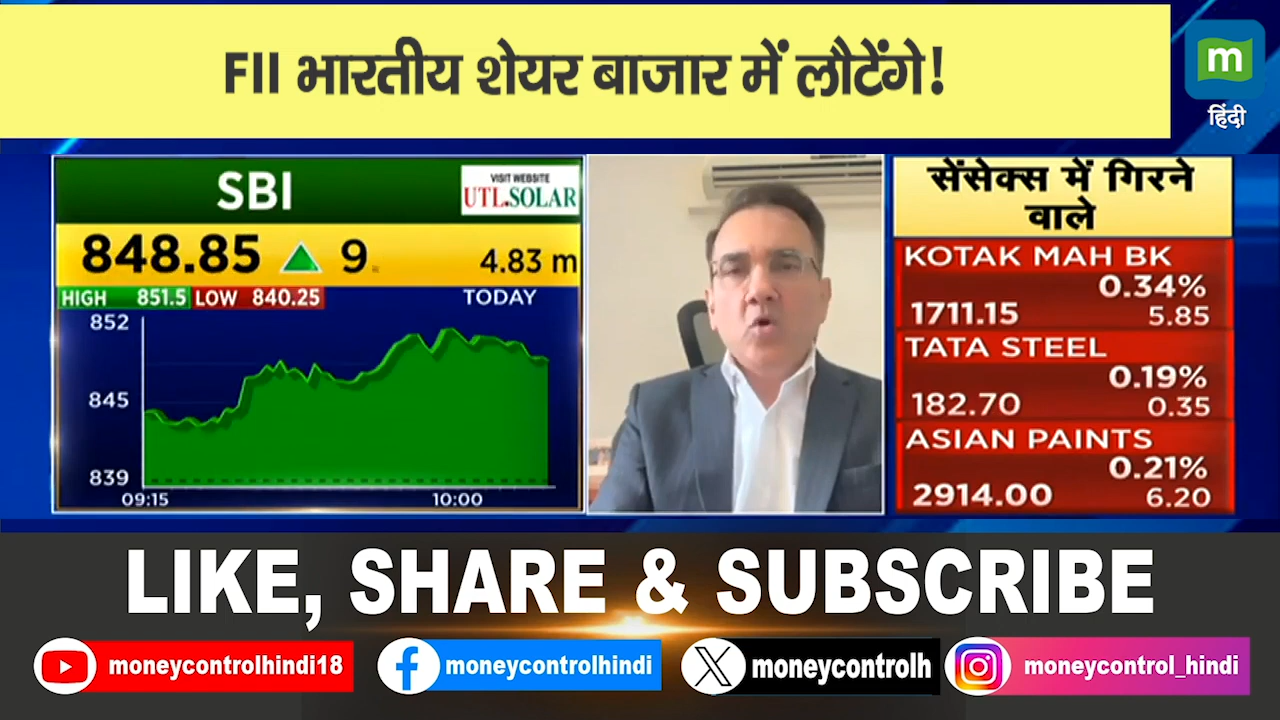 FII भारतीय शेयर बाजार में लौटेंगे!
m
हिंदी
SBI
VISIT WEBSITE
UTL.SOLAR
848.85 ▲ 9
4.83 m
HIGH 851.5 LOW 840.25 TODAY
852
845
839
09:15 10:00
सेंसेक्स में गिरने
वाले
KOTAK MAH BK
0.34%
1711.15 5.85
TATA STEEL
0.19%
182.70 0.35
ASIAN PAINTS
0.21%
2914.00 6.20
LIKE, SHARE & SUBSCRIBE
moneycontrolhindi18 moneycontrolhindi moneycontrolh moneycontrol_hindi